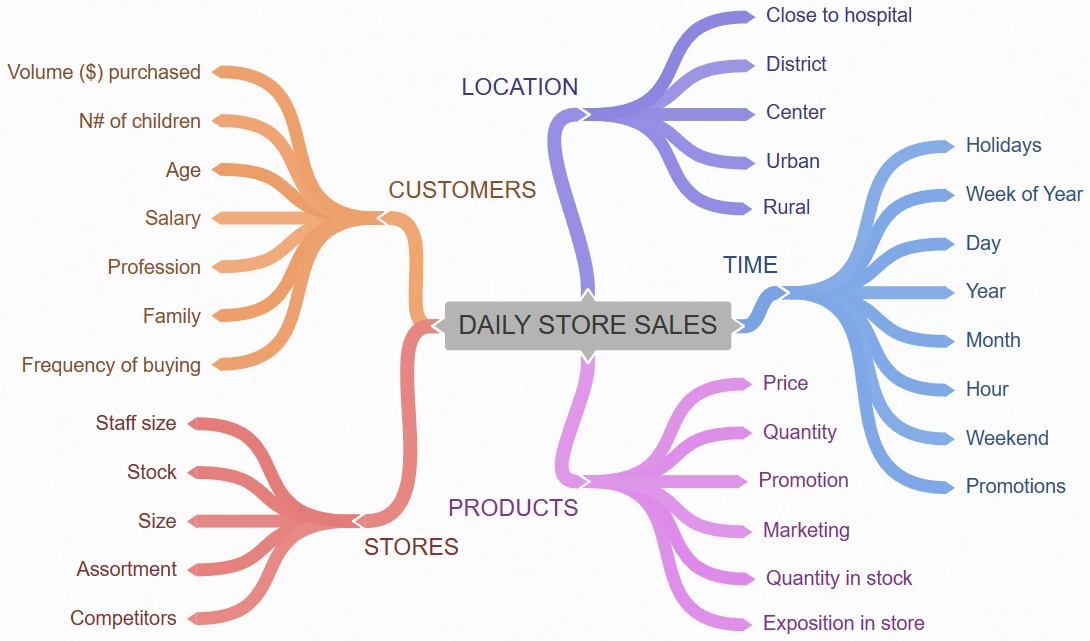 DAILY STORE SALES
CUSTOMERS
Volume ($) purchased
N# of children
Age
Salary
Profession
Family
Frequency of buying
STORES
Staff size
Stock
Size
Assortment
Competitors
LOCATION
Close to hospital
District
Center
Urban
Rural
TIME
Holidays
Week of Year
Day
Year
Month
Hour
Weekend
Promotions
PRODUCTS
Price
Quantity
Promotion
Marketing
Quantity in stock
Exposition in store